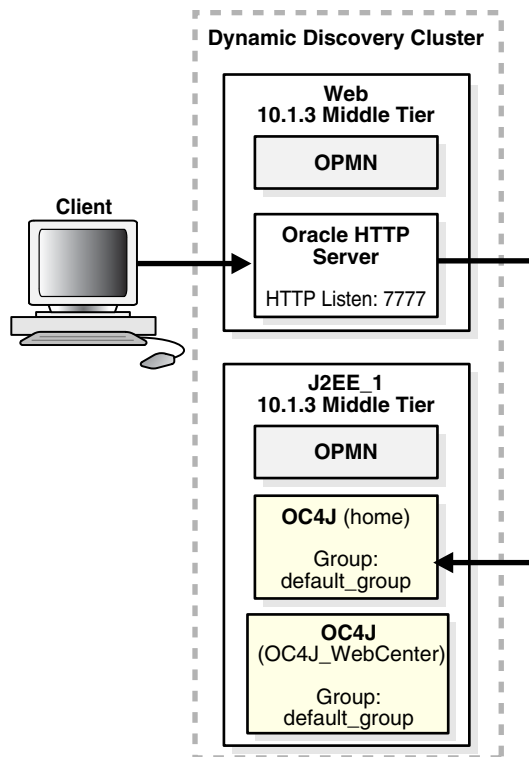 Dynamic Discovery Cluster
Web
10.1.3 Middle Tier
OPMN
Client
Oracle HTTP
Server
HTTP Listen: 7777
J2EE_1
10.1.3 Middle Tier
OPMN
OC4J (home)
Group:
default_group
OC4J
(OC4J_WebCenter)
Group:
default_group